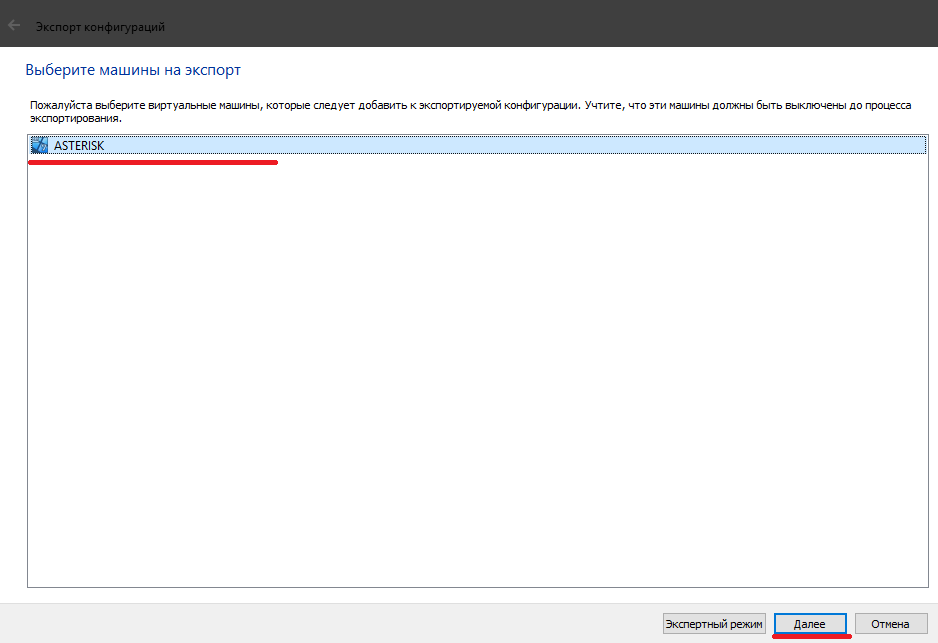 Экспорт конфигураций
Выберите машины на экспорт
Пожалуйста выберите виртуальные машины, которые следует добавить к экспортируемой конфигурации. Учтите, что эти машины должны быть выключены до процесса
экспортирования.
ASTERISK
Экспертный режим
Далее
Отмена